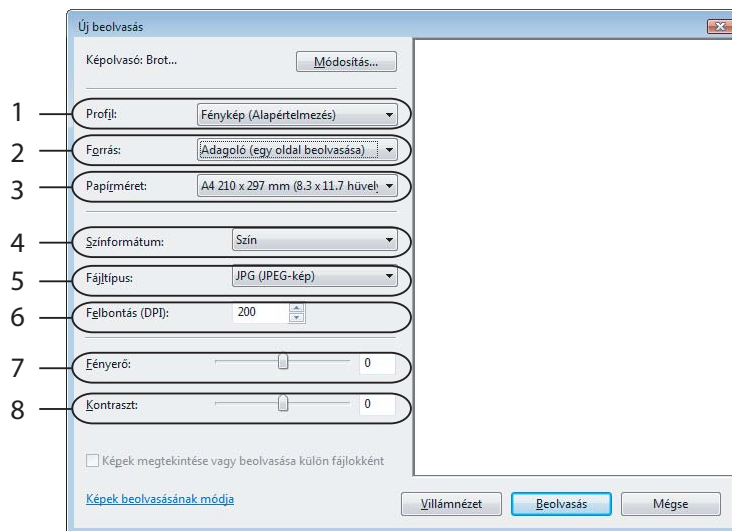 Új beolvasás
Képolvasó: Brot...
Módosítás...
1
Profil:
Fénykép (Alapértelmezés)
2
Forrás:
Adagoló (egy oldal beolvasása)
3
Papírméret:
A4 210 x 297 mm (8.3 x 11.7 hüvely
4
Színformátum:
Szín
5
Fájltípus:
JPG (JPEG-kép)
6
Felbontás (DPI):
200
7
Fényerő:
0
8
Kontraszt:
0
Képek megtekintése vagy beolvasása külön fájlokként
Képek beolvasásának módja
Villámnézet
Beolvasás
Mégse